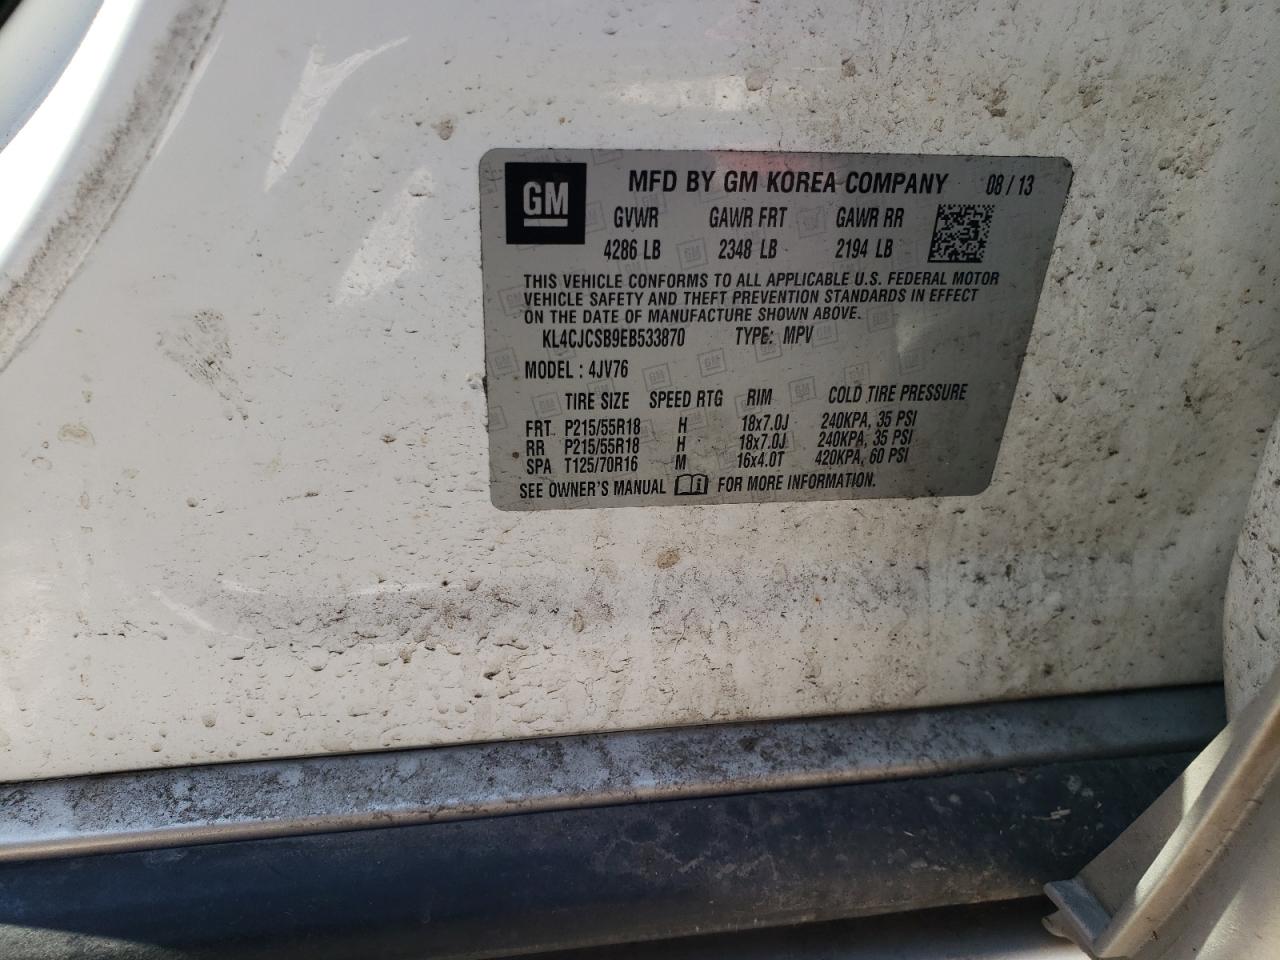 GM MFD BY GM KOREA COMPANY 08 / 13
GVWR GAWR FRT GAWR RR
4286 LB 2348 LB 2194 LB
THIS VEHICLE CONFORMS TO ALL APPLICABLE U.S. FEDERAL MOTOR
VEHICLE SAFETY AND THEFT PREVENTION STANDARDS IN EFFECT
ON THE DATE OF MANUFACTURE SHOWN ABOVE.
KL4CJCSB9EB533870 TYPE: MPV
MODEL : 4JV76
TIRE SIZE SPEED RTG RIM COLD TIRE PRESSURE
FRT P215/55R18 H 18x7.0J 240KPA, 35 PSI
RR P215/55R18 H 18x7.0J 240KPA, 35 PSI
SPA T125/70R16 M 16x4.0T 420KPA, 60 PSI
SEE OWNER'S MANUAL FOR MORE INFORMATION.